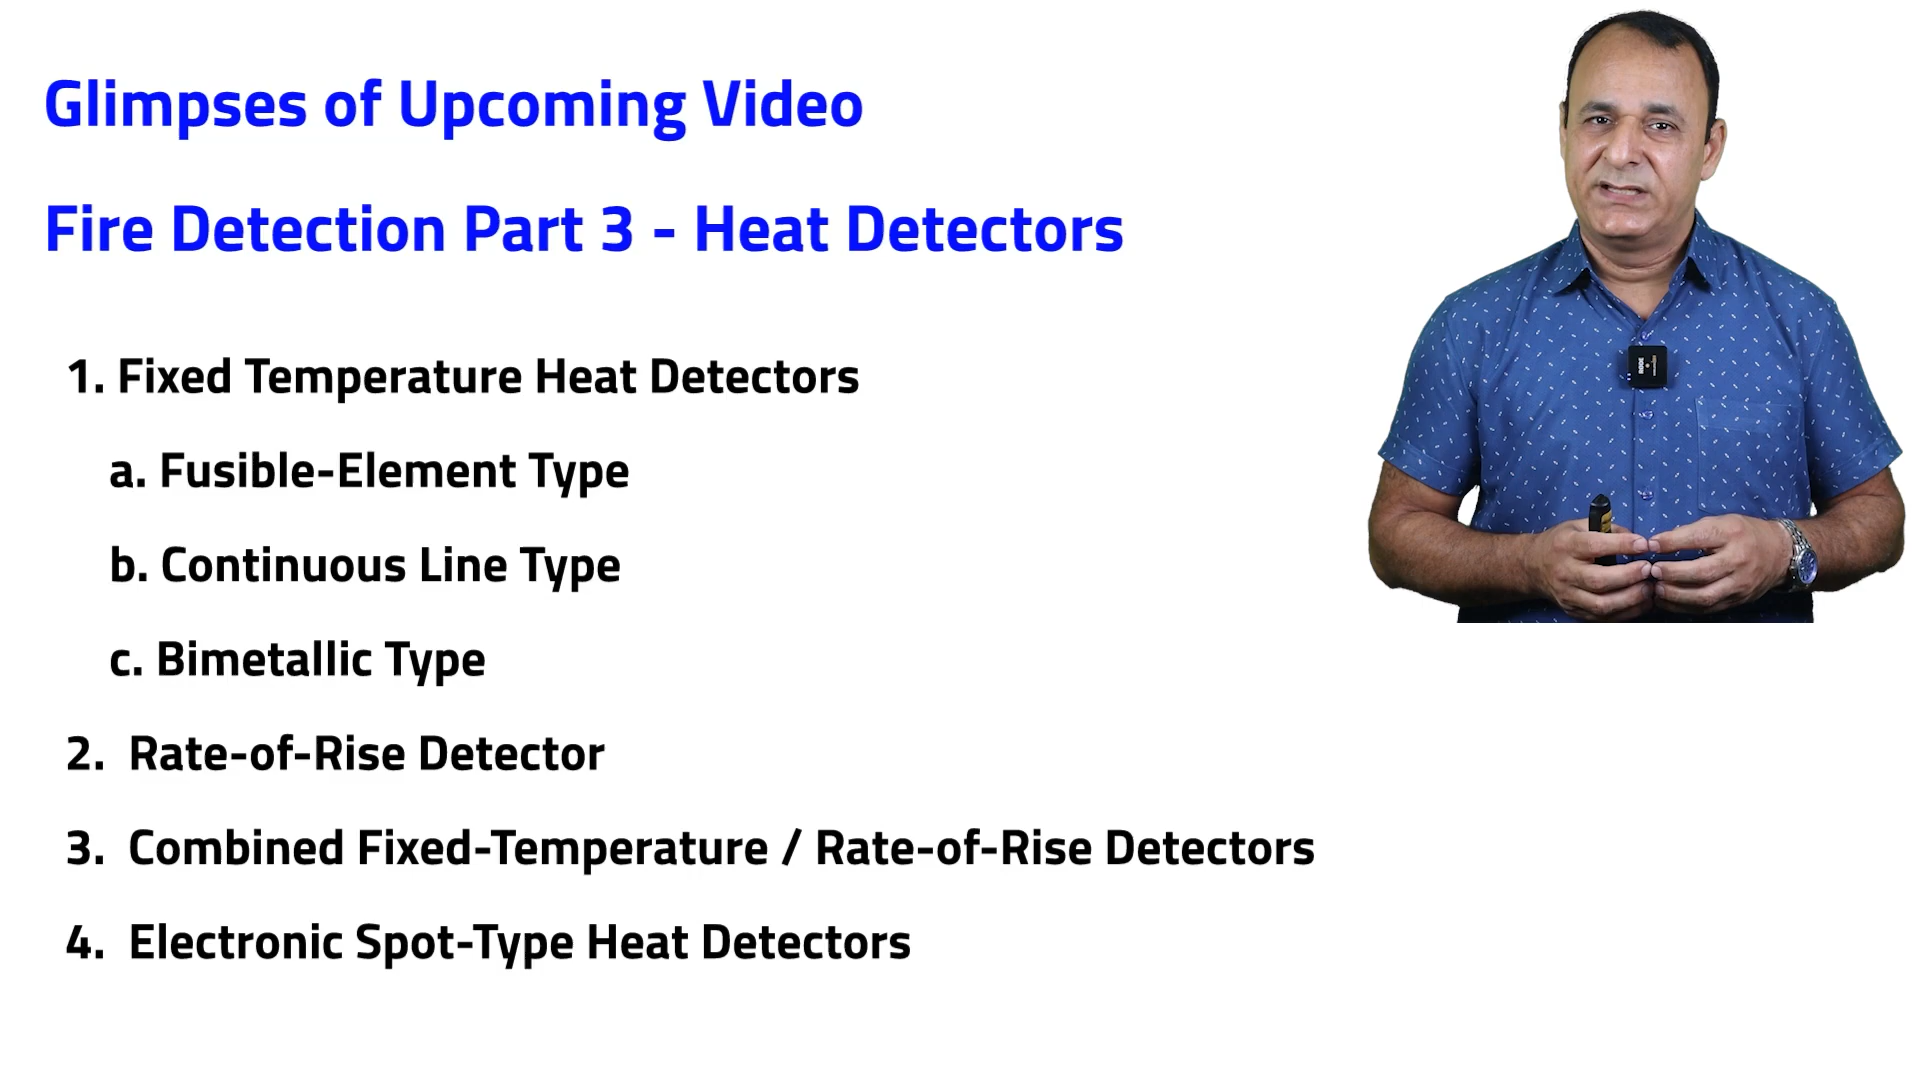 Glimpses of Upcoming Video
Fire Detection Part 3 - Heat Detectors
1. Fixed Temperature Heat Detectors
a. Fusible-Element Type
b. Continuous Line Type
c. Bimetallic Type
2. Rate-of-Rise Detector
3. Combined Fixed-Temperature / Rate-of-Rise Detectors
4. Electronic Spot-Type Heat Detectors